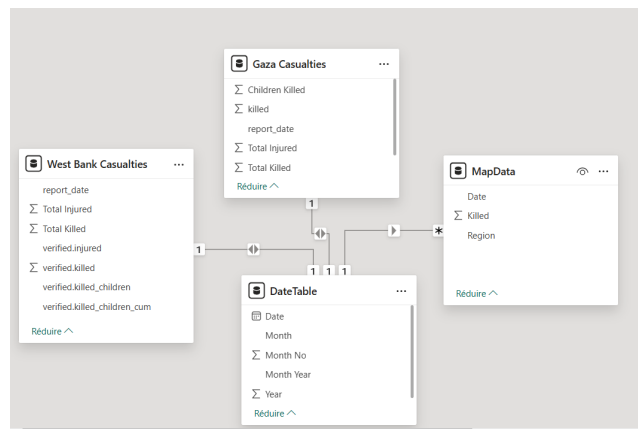 Gaza Casualties
Children Killed
killed
report_date
Total Injured
Total Killed
Réduire
West Bank Casualties
report_date
Total Injured
Total Killed
verified.injured
verified.killed
verified.killed_children
verified.killed_children_cum
Réduire
MapData
Date
Killed
Region
Réduire
1
1
*
1 1 1
DateTable
Date
Month
Month No
Month Year
Year
Réduire